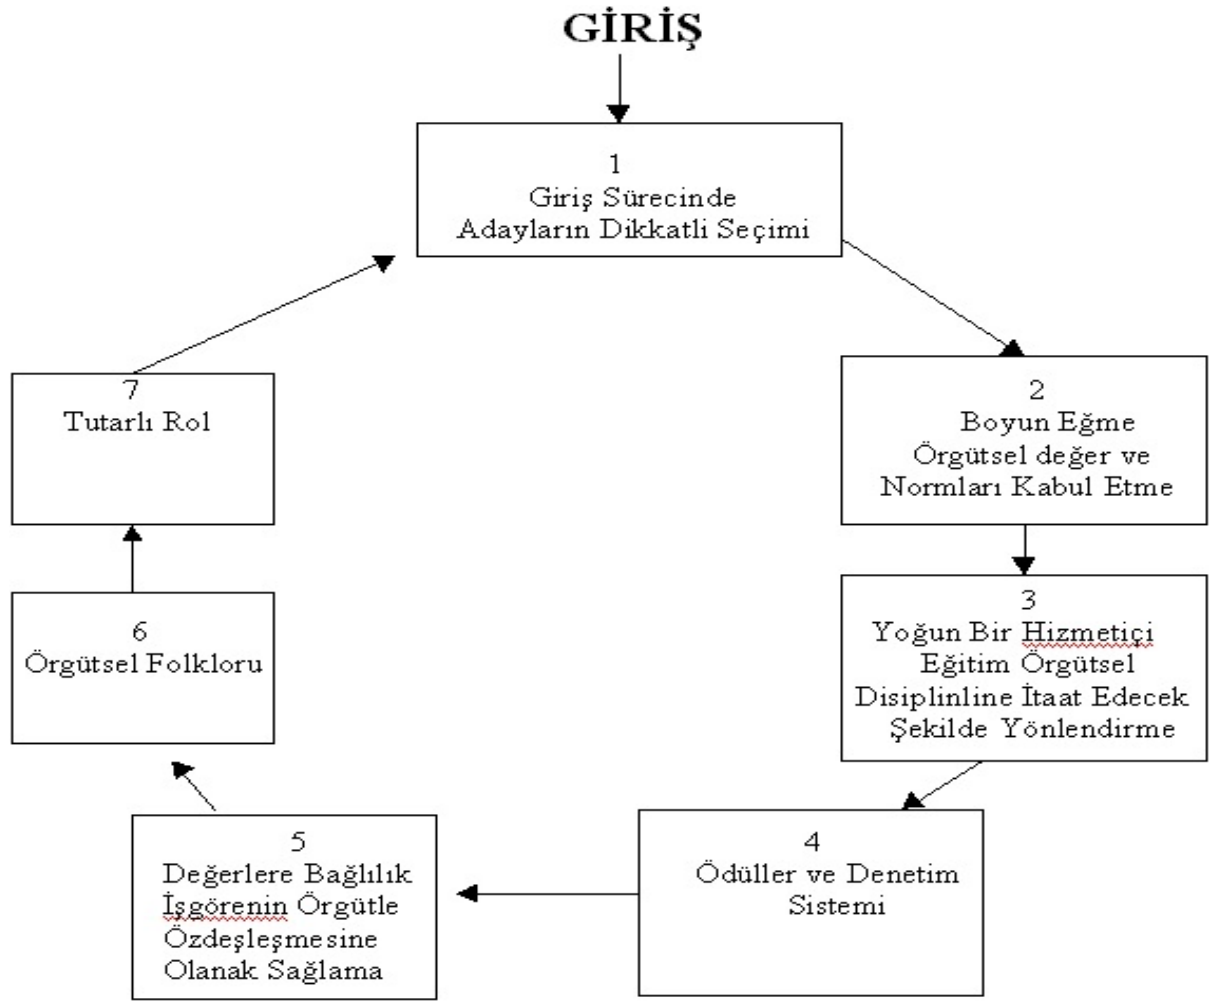 GİRİŞ
1
Giriş Sürecinde
Adayların Dikkatli Seçimi
2
Boyun Eğme
Örgütsel değer ve
Normları Kabul Etme
3
Yoğun Bir Hizmetiçi
Eğitim Örgütsel
Disiplinline İtaat Edecek
Şekilde Yönlendirme
4
Ödüller ve Denetim
Sistemi
5
Değerlere Bağlılık
İşgörenin Örgütle
Özdeşleşmesine
Olanak Sağlama
6
Örgütsel Folkloru
7
Tutarlı Rol